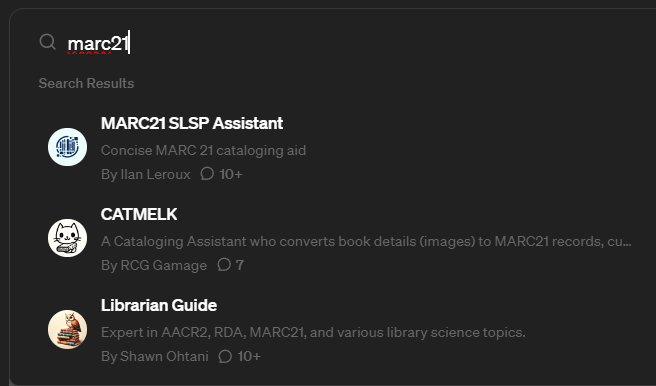 marc21
Search Results
MARC21 SLSP Assistant
Concise MARC 21 cataloging aid
By Ilan Leroux 10+
CATMELK
A Cataloging Assistant who converts book details (images) to MARC21 records, cu...
By RCG Gamage 7
Librarian Guide
Expert in AACR2, RDA, MARC21, and various library science topics.
By Shawn Ohtani 10+